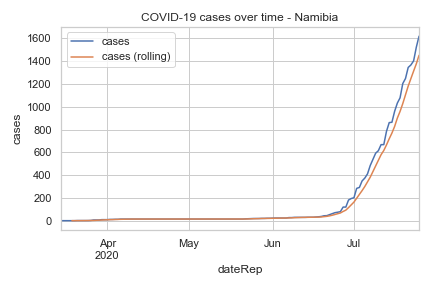 COVID-19 cases over time - Namibia
cases
cases (rolling)
1600
1400
1200
1000
800
600
400
200
0
cases
Apr
2020
May
Jun
Jul
dateRep